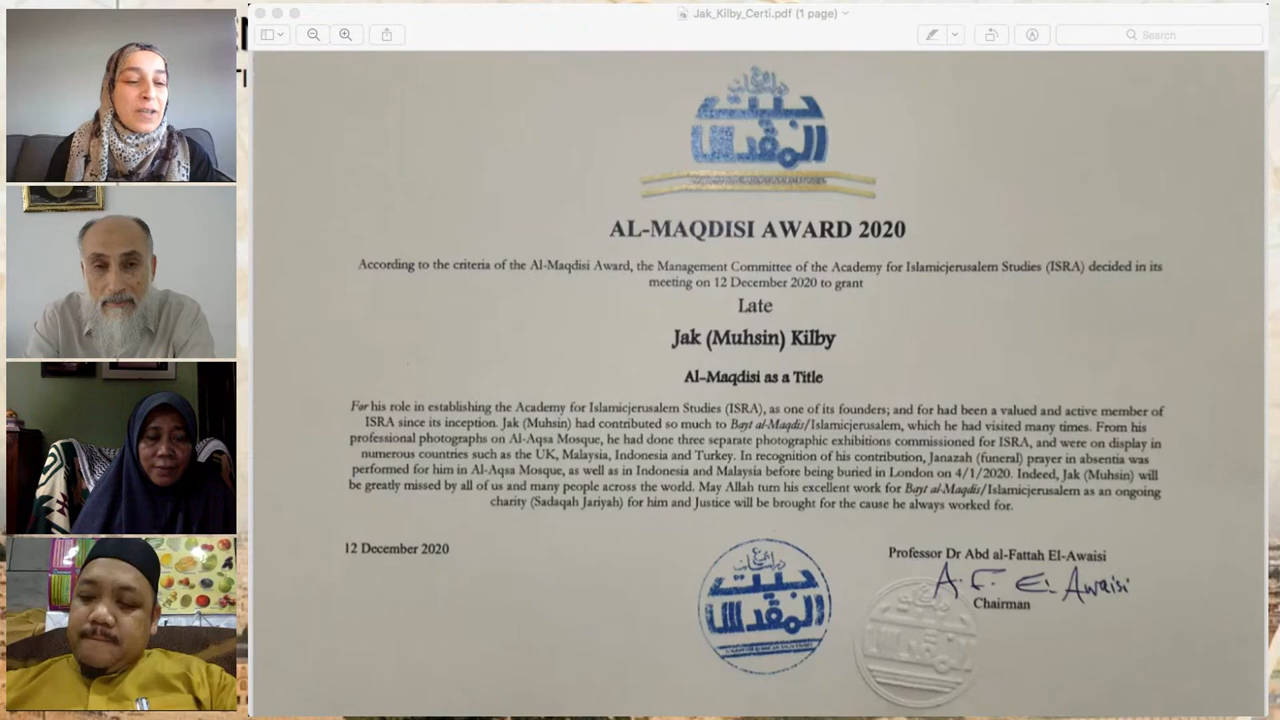 Jak_Kilby_Certi.pdf (1 page)
Search
دراسات
بيت
المقدس
AL-MAQDISI AWARD 2020
According to the criteria of the Al-Maqdisi Award, the Management Committee of the Academy for Islamicjerusalem Studies (ISRA) decided in its
meeting on 12 December 2020 to grant
Late
Jak (Muhsin) Kilby
Al-Maqdisi as a Title
For his role in establishing the Academy for Islamicjerusalem Studies (ISRA), as one of its founders; and for had been a valued and active member of
ISRA since its inception. Jak (Muhsin) had contributed so much to Bayt al-Maqdis/Islamicjerusalem, which he had visited many times. From his
professional photographs on Al-Aqsa Mosque, he had done three separate photographic exhibitions commissioned for ISRA, and were on display in
numerous countries such as the UK, Malaysia, Indonesia and Turkey. In recognition of his contribution, Janazah (funeral) prayer in absentia was
performed for him in Al-Aqsa Mosque, as well as in Indonesia and Malaysia before being buried in London on 4/1/2020. Indeed, Jak (Muhsin) will
be greatly missed by all of us and many people across the world. May Allah turn his excellent work for Bayt al-Maqdis/Islamicjerusalem as an ongoing
charity (Sadaqah Jariyah) for him and Justice will be brought for the cause he always worked for.
12 December 2020
Professor Dr Abd al-Fattah El-Awaisi
A. F. El-Awaisi
Chairman
دراسات
بيت
المقدس